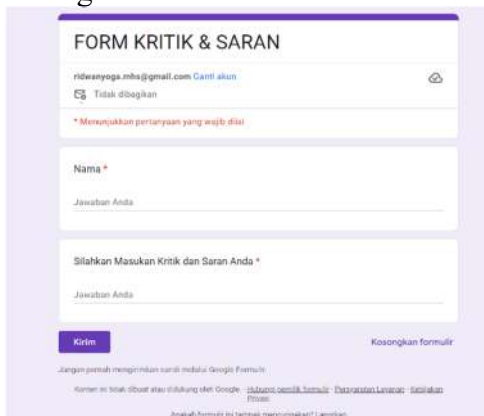 FORM KRITIK & SARAN
ridwanyoga.mhs@gmail.com Ganti akun
Tidak dibagikan
* Menunjukkan pertanyaan yang wajib diisi
Nama *
Jawaban Anda
Silahkan Masukan Kritik dan Saran Anda *
Jawaban Anda
Kirim
Kosongkan formulir
Jangan pernah mengirimkan sandi melalui Google Formulir.
Konten ini tidak dibuat atau didukung oleh Google. - Hubungi pemilik formulir - Persyaratan Layanan - Kebijakan
Privasi
Apakah formulir ini tampak mencurigakan? Laporkan